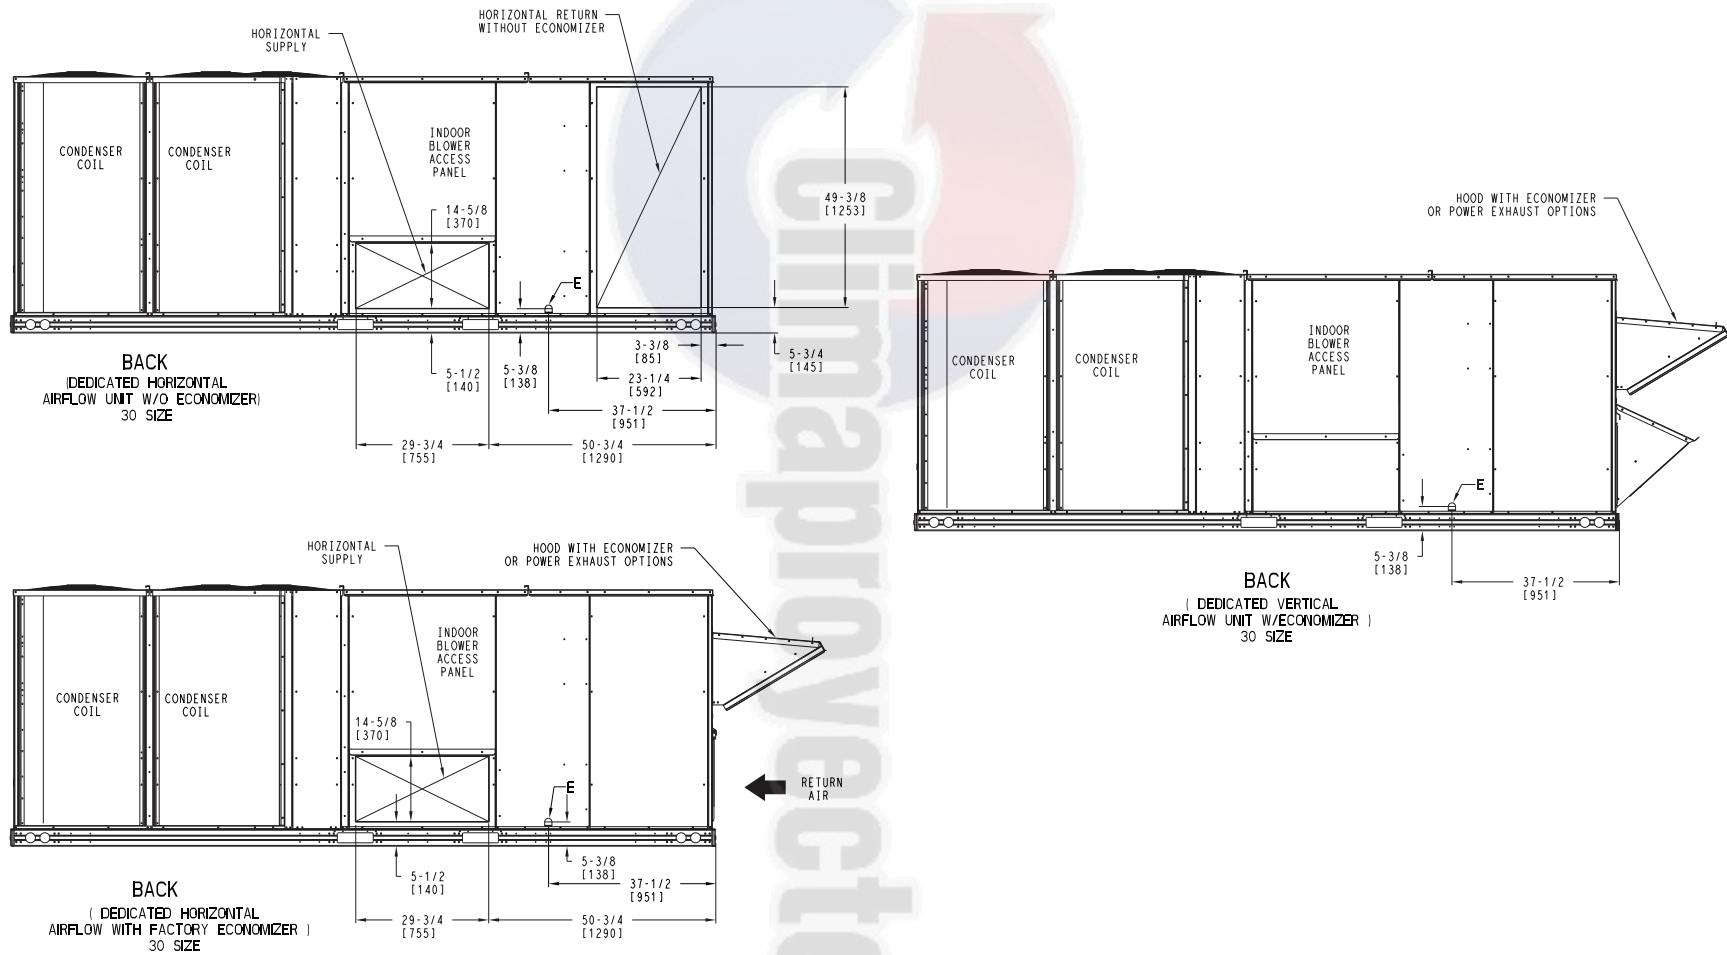 HORIZONTAL
SUPPLY
HORIZONTAL RETURN
WITHOUT ECONOMIZER
CONDENSER
COIL
CONDENSER
COIL
INDOOR
BLOWER
ACCESS
PANEL
14-5/8
[370]
E
49-3/8
[1253]
5-1/2
[140]
5-3/8
[138]
3-3/8
[85]
23-1/4
[592]
5-3/4
[145]
37-1/2
[951]
29-3/4
[755]
50-3/4
[1290]
BACK
(DEDICATED HORIZONTAL
AIRFLOW UNIT W/O ECONOMIZER)
30 SIZE
HOOD WITH ECONOMIZER
OR POWER EXHAUST OPTIONS
CONDENSER
COIL
CONDENSER
COIL
INDOOR
BLOWER
ACCESS
PANEL
E
5-3/8
[138]
37-1/2
[951]
BACK
( DEDICATED VERTICAL
AIRFLOW UNIT W/ECONOMIZER )
30 SIZE
HORIZONTAL
SUPPLY
HOOD WITH ECONOMIZER
OR POWER EXHAUST OPTIONS
CONDENSER
COIL
CONDENSER
COIL
INDOOR
BLOWER
ACCESS
PANEL
14-5/8
[370]
E
RETURN
AIR
5-1/2
[140]
5-3/8
[138]
37-1/2
[951]
29-3/4
[755]
50-3/4
[1290]
BACK
( DEDICATED HORIZONTAL
AIRFLOW WITH FACTORY ECONOMIZER )
30 SIZE
climaproyecto